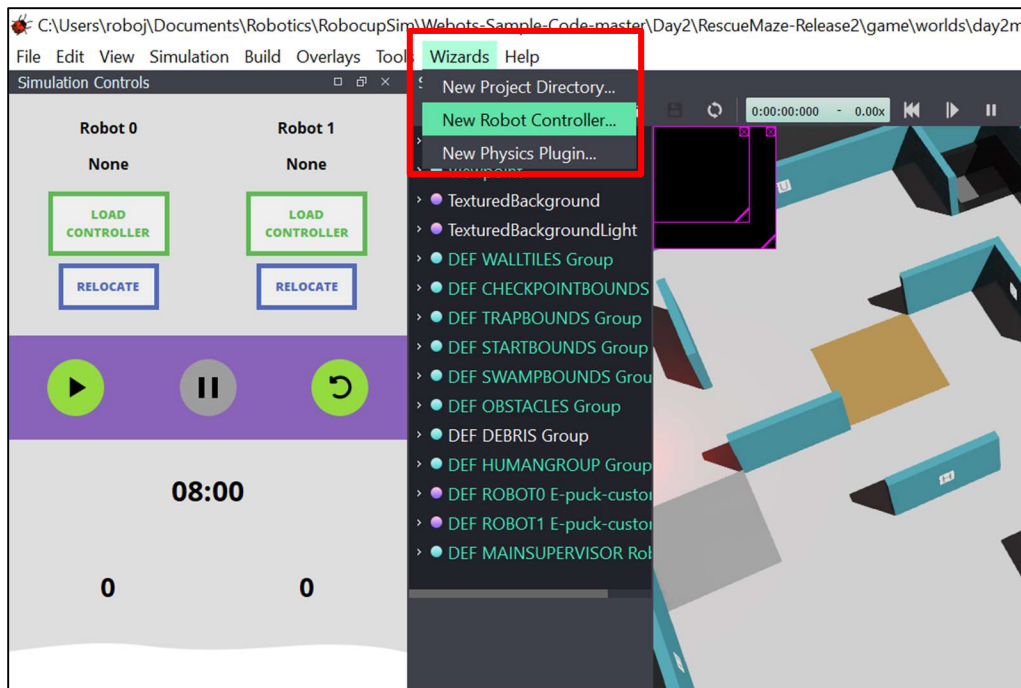 C:\Users\roboj\Documents\Robotics\RobocupSim\Webots-Sample-Code-master\Day2\RescueMaze-Release2\game\worlds\day2m
File Edit View Simulation Build Overlays Tools Wizards Help
Simulation Controls
New Project Directory...
New Robot Controller...
New Physics Plugin...
0:00:00:000 - 0.00x
Robot 0 Robot 1
None None
LOAD CONTROLLER
LOAD CONTROLLER
RELOCATE RELOCATE
08:00
0 0
Viewpoint
TexturedBackground
TexturedBackgroundLight
DEF WALLTILES Group
DEF CHECKPOINTBOUNDS
DEF TRAPBOUNDS Group
DEF STARTBOUNDS Group
DEF SWAMPBOUNDS Grou
DEF OBSTACLES Group
DEF DEBRIS Group
DEF HUMANGROUP Group
DEF ROBOT0 E-puck-custo
DEF ROBOT1 E-puck-custo
DEF MAINSUPERVISOR Rob